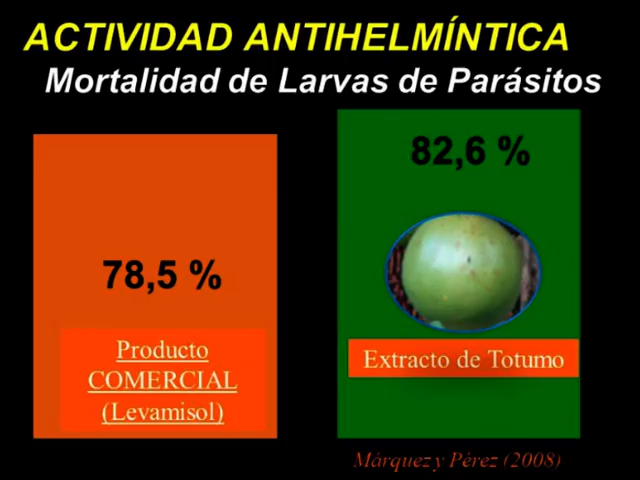 ACTIVIDAD ANTIHELMÍNTICA
Mortalidad de Larvas de Parásitos
82,6 %
78,5 %
Producto
COMERCIAL
(Levamisol)
Extracto de Totumo
Márquez y Pérez (2008)